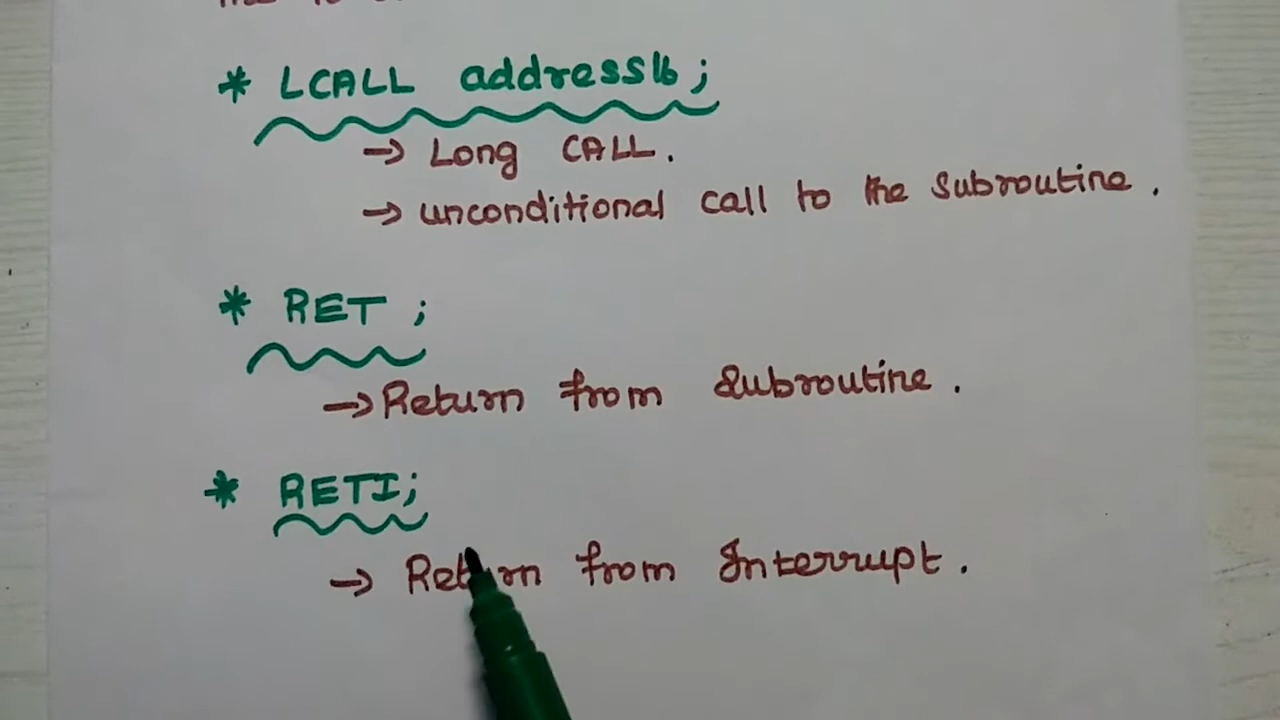 * LCALL address16;
→ Long CALL.
→ unconditional call to the Subroutine.
* RET ;
→ Return from Subroutine.
* RETI;
→ Return from Interrupt.